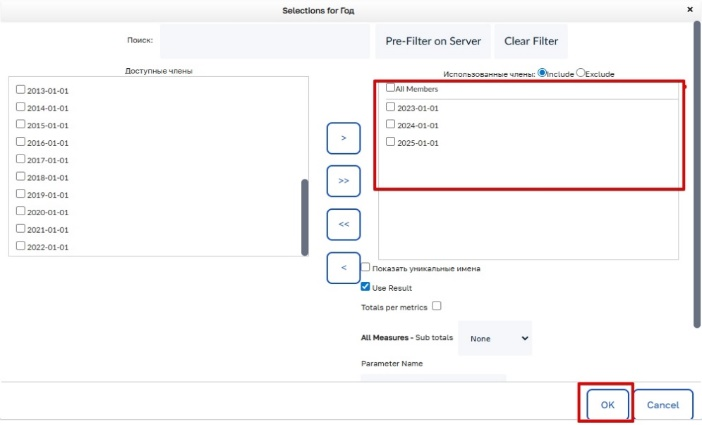 Selections for Год
×
Поиск:
Pre-Filter on Server
Clear Filter
Доступные члены
2013-01-01
2014-01-01
2015-01-01
2016-01-01
2017-01-01
2018-01-01
2019-01-01
2020-01-01
2021-01-01
2022-01-01
>
>>
<<
<
Использованные члены: Include Exclude
All Members
2023-01-01
2024-01-01
2025-01-01
Показать уникальные имена
Use Result
Totals per metrics
All Measures - Sub totals None
Parameter Name
OK
Cancel